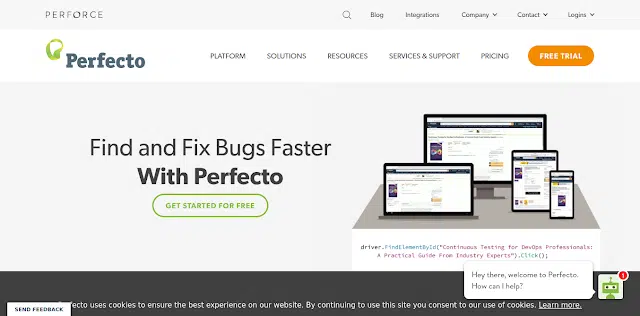 PERFORCE
Blog
Integrations
Company
Contact
Logins
Perfecto
PLATFORM
SOLUTIONS
RESOURCES
SERVICES & SUPPORT
PRICING
FREE TRIAL
Find and Fix Bugs Faster
With Perfecto
GET STARTED FOR FREE
driver.FindElementById("Continuous Testing for DevOps Professionals:
A Practical Guide From Industry Experts").Click();
Hey there, welcome to Perfecto.
How can I help?
1
uses cookies to ensure the best experience on our website. By continuing to use this site you consent to our use of cookies. Learn more.
SEND FEEDBACK